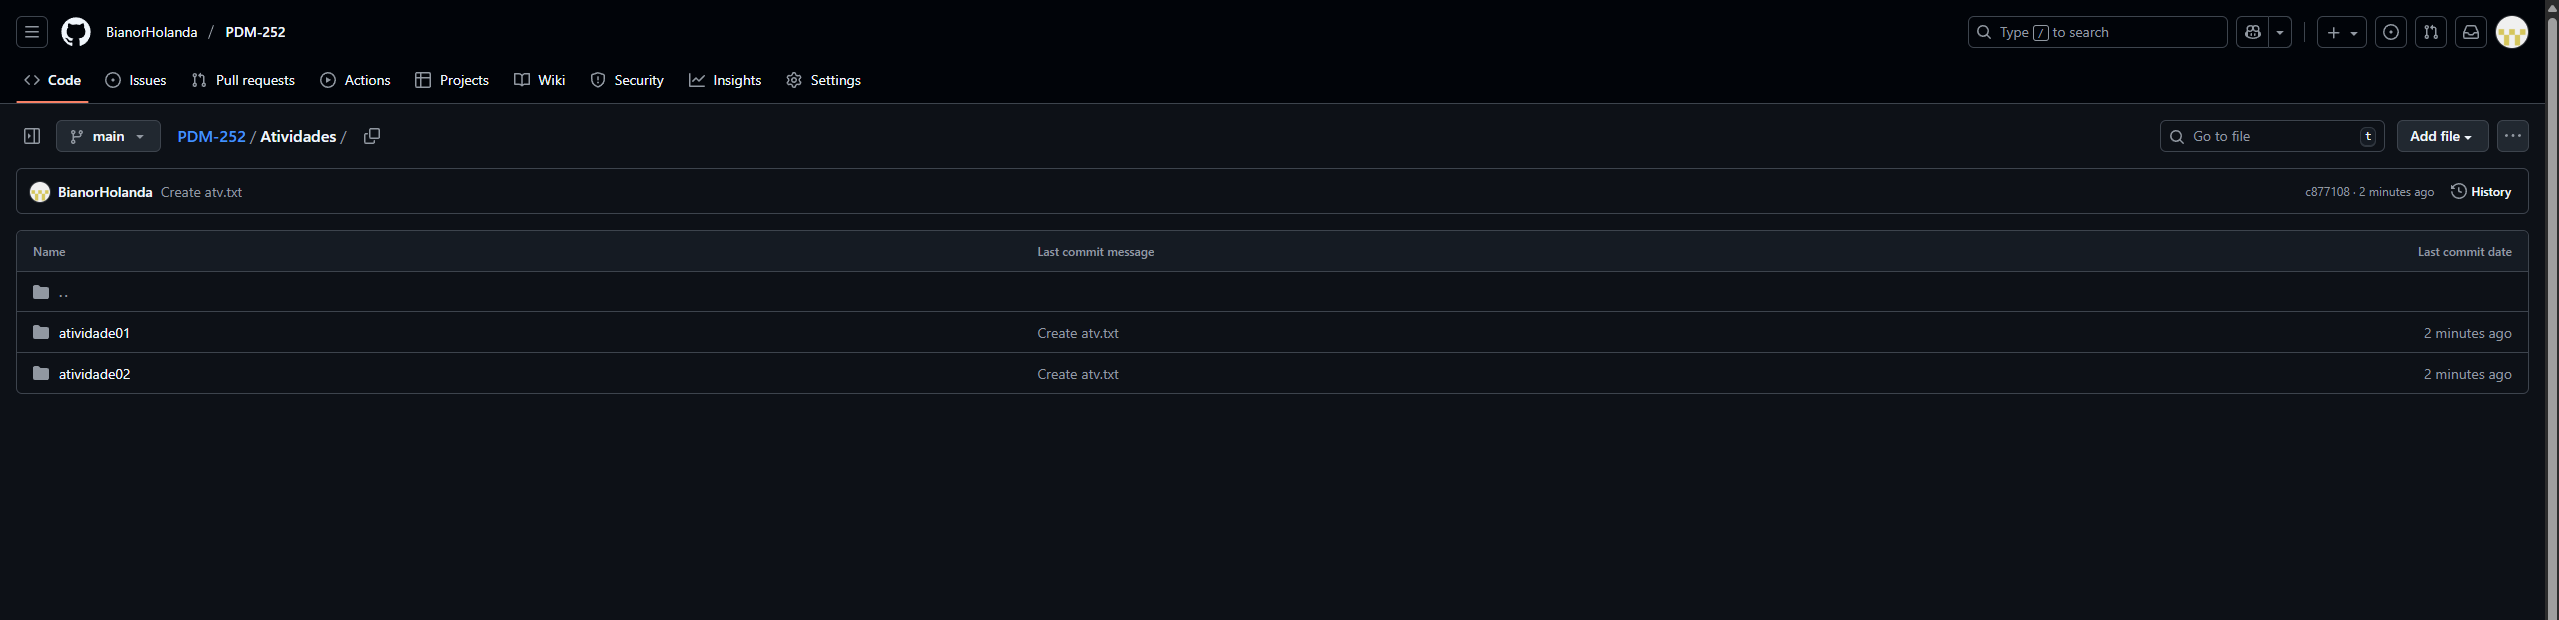 BianorHolanda / PDM-252
Type / to search
Code Issues Pull requests Actions Projects Wiki Security Insights Settings
main PDM-252 / Atividades /
Go to file t Add file
BianorHolanda Create atv.txt
c877108 · 2 minutes ago History
Name Last commit message Last commit date
..
atividade01 Create atv.txt 2 minutes ago
atividade02 Create atv.txt 2 minutes ago